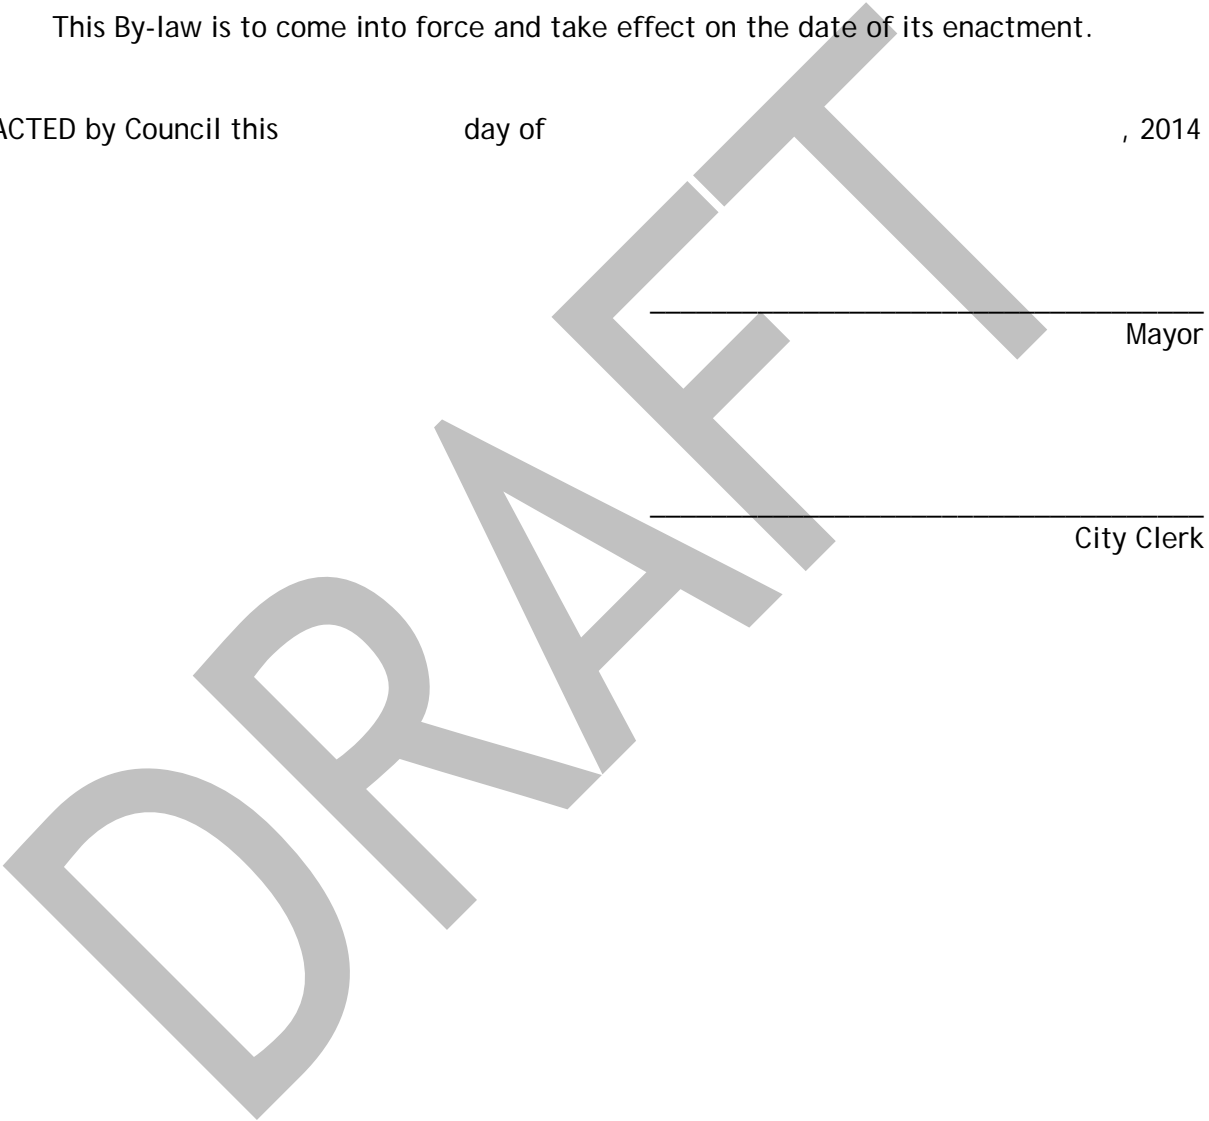 This By-law is to come into force and take effect on the date of its enactment.
ACTED by Council this day of , 2014
Mayor
City Clerk
DRAFT